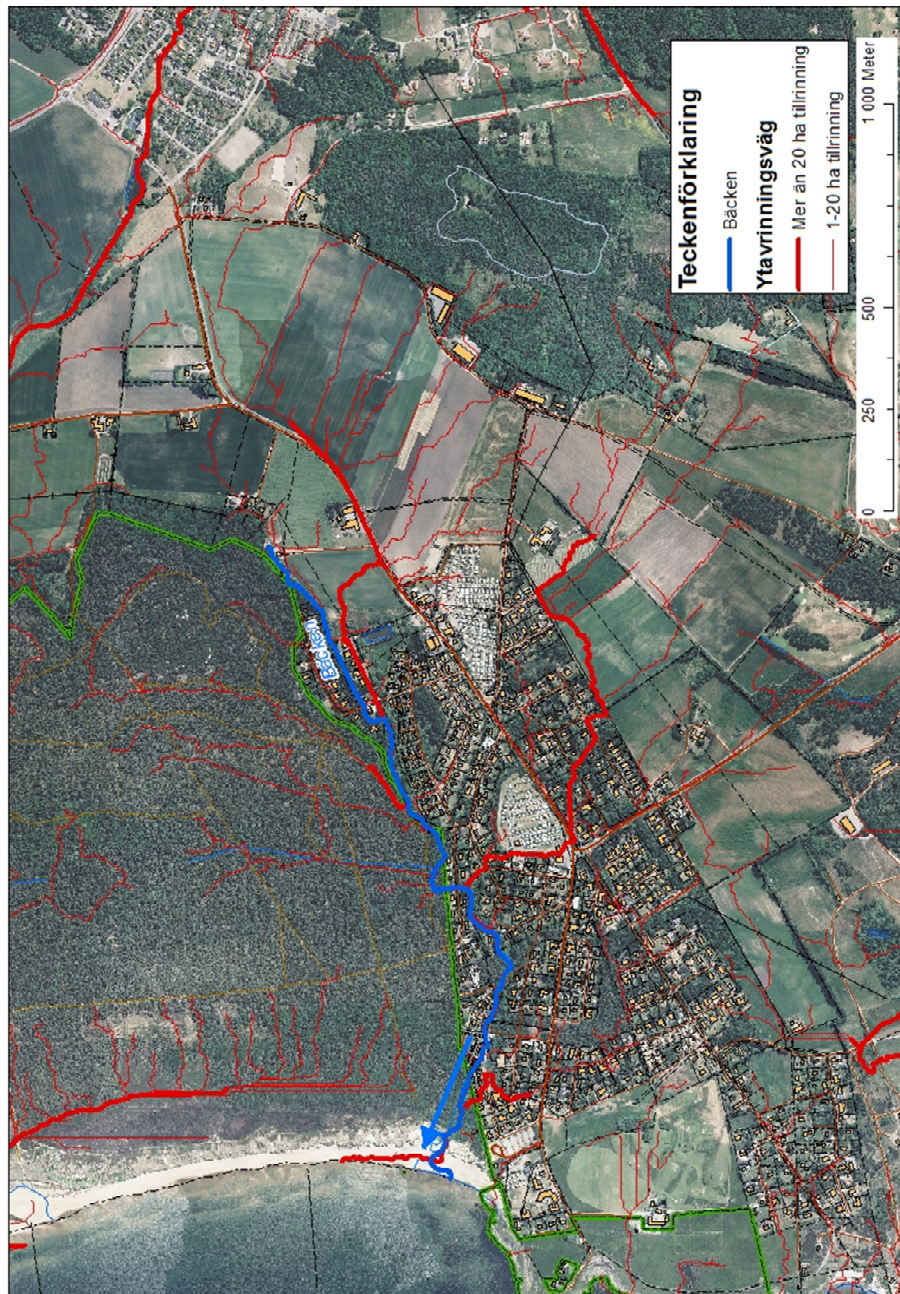 Teckenförklaring
Bäcken
Ytavrinningsväg
Mer än 20 ha tillrinning
1-20 ha tillrinning
0 250 500 1 000 Meter
Bäcken